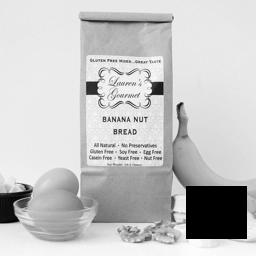 Gluten Free Mixes...Great Taste
Lauren's
Gourmet
BANANA NUT
BREAD
All Natural • No Preservatives
Gluten Free • Soy Free • Egg Free
Casein Free • Yeast Free • Nut Free